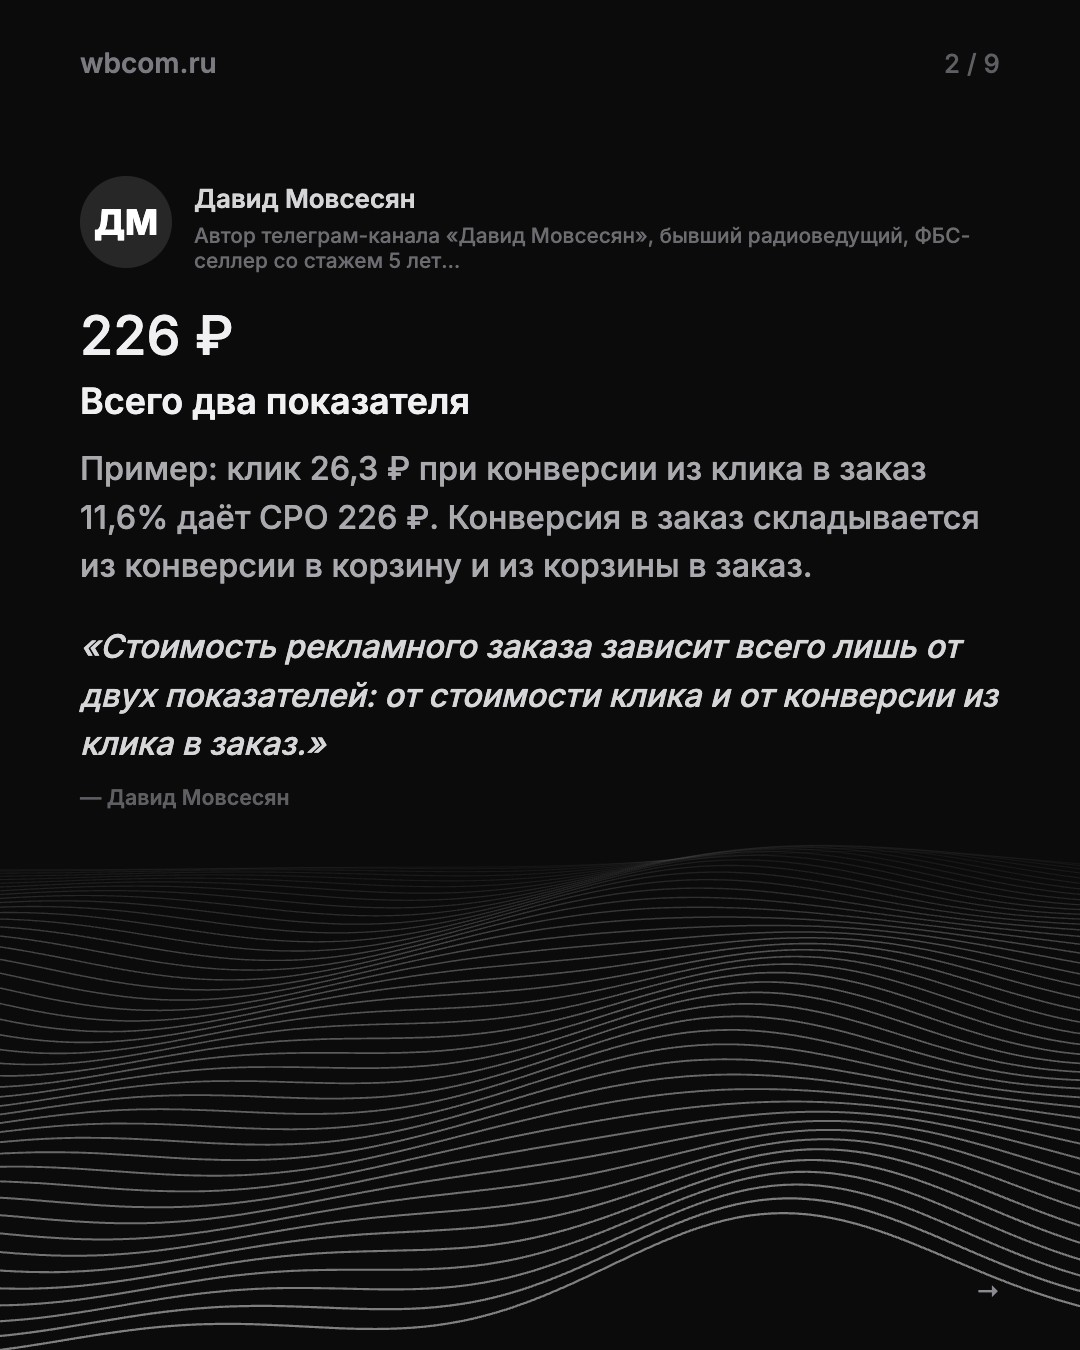 wbcom.ru
2 / 9
ДМ
Давид Мовсесян
Автор телеграм-канала «Давид Мовсесян», бывший радиоведущий, ФБС-
селлер со стажем 5 лет...
226 ₽
Всего два показателя
Пример: клик 26,3 ₽ при конверсии из клика в заказ
11,6% даёт CPO 226 ₽. Конверсия в заказ складывается
из конверсии в корзину и из корзины в заказ.
«Стоимость рекламного заказа зависит всего лишь от
двух показателей: от стоимости клика и от конверсии из
клика в заказ.»
— Давид Мовсесян
→